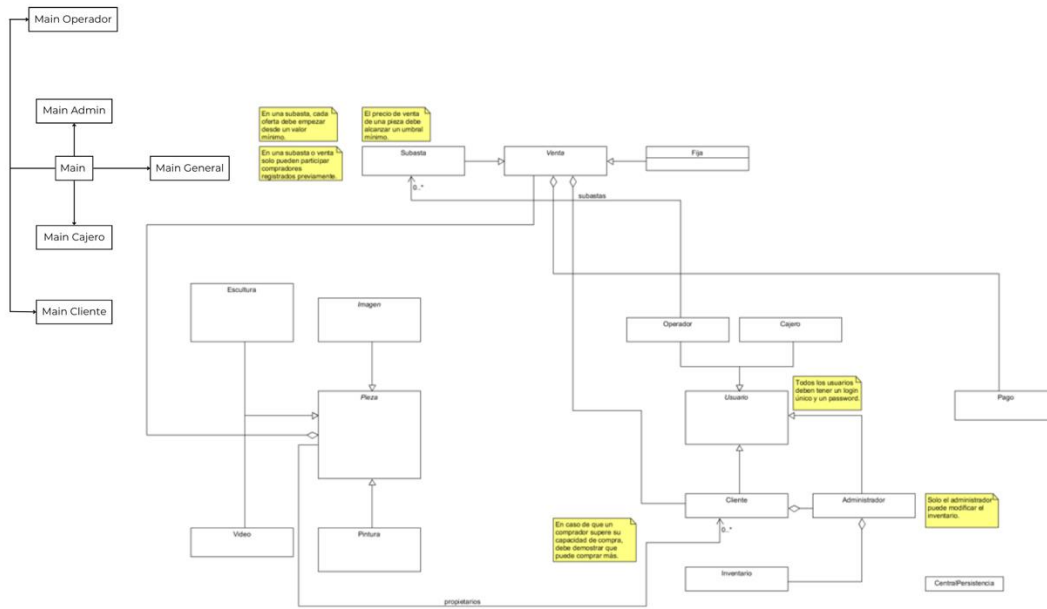 Main Operador
Main Admin
Main
Main General
Main Cajero
Main Cliente
En una subasta, cada
oferta debe empezar
desde un valor
mínimo.
El precio de venta
de una pieza debe
alcanzar un umbral
mínimo.
En una subasta o venta
solo pueden participar
compradores
registrados previamente.
Subasta
Venta
Fija
0..*
subastas
Escultura
Imagen
Operador
Cajero
Pieza
Usuario
Todos los usuarios
deben tener un login
único y un password.
Pago
Cliente
Administrador
Solo el administrador
puede modificar el
inventario.
En caso de que un
comprador supere su
capacidad de compra,
debe demostrar que
puede comprar más.
0..*
Video
Pintura
Inventario
CentralPersistencia
propietarios